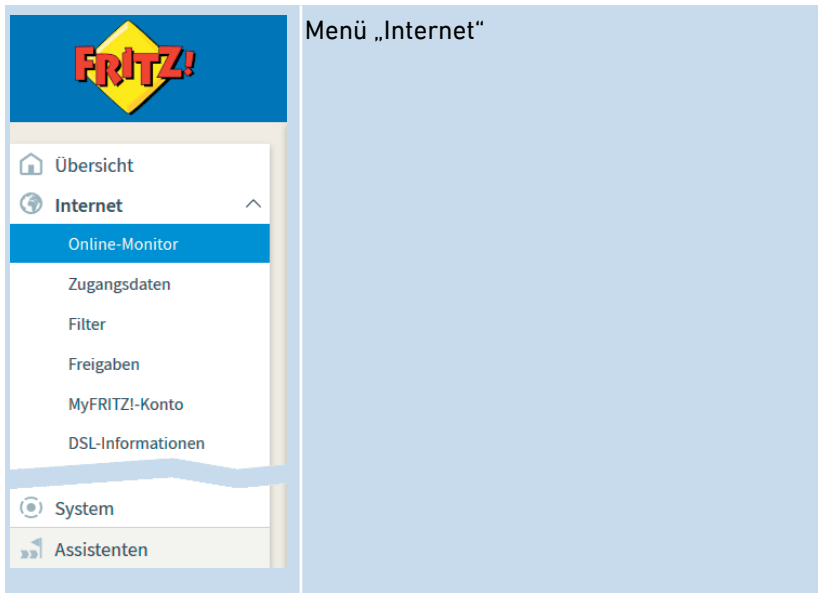 FRITZ!
Menü „Internet“
Übersicht
Internet
Online-Monitor
Zugangsdaten
Filter
Freigaben
MyFRITZ!-Konto
DSL-Informationen
System
Assistenten